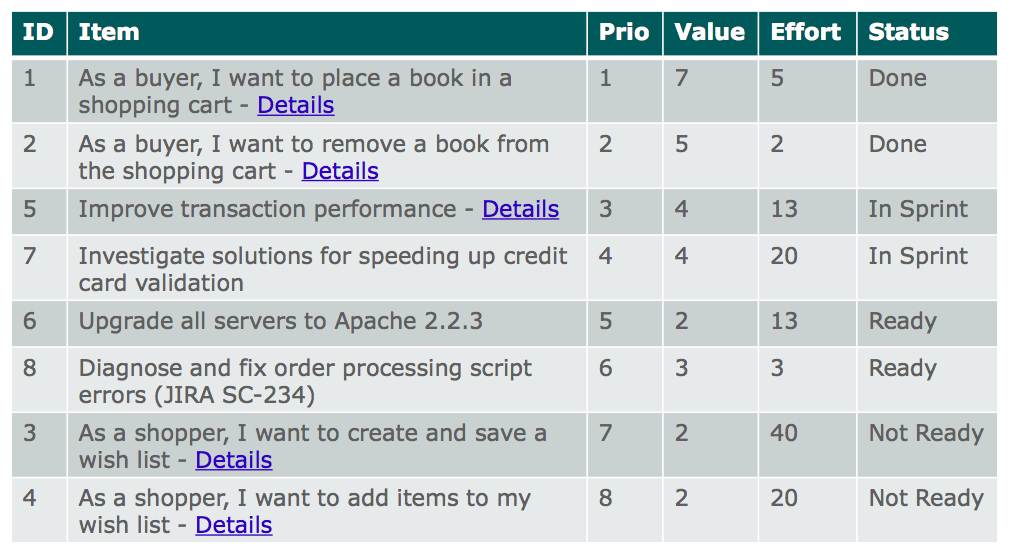 ID Item Prio Value Effort Status
1 As a buyer, I want to place a book in a 1 7 5 Done
shopping cart - Details
2 As a buyer, I want to remove a book from 2 5 2 Done
the shopping cart - Details
5 Improve transaction performance - Details 3 4 13 In Sprint
7 Investigate solutions for speeding up credit 4 4 20 In Sprint
card validation
6 Upgrade all servers to Apache 2.2.3 5 2 13 Ready
8 Diagnose and fix order processing script 6 3 3 Ready
errors (JIRA SC-234)
3 As a shopper, I want to create and save a 7 2 40 Not Ready
wish list - Details
4 As a shopper, I want to add items to my 8 2 20 Not Ready
wish list - Details